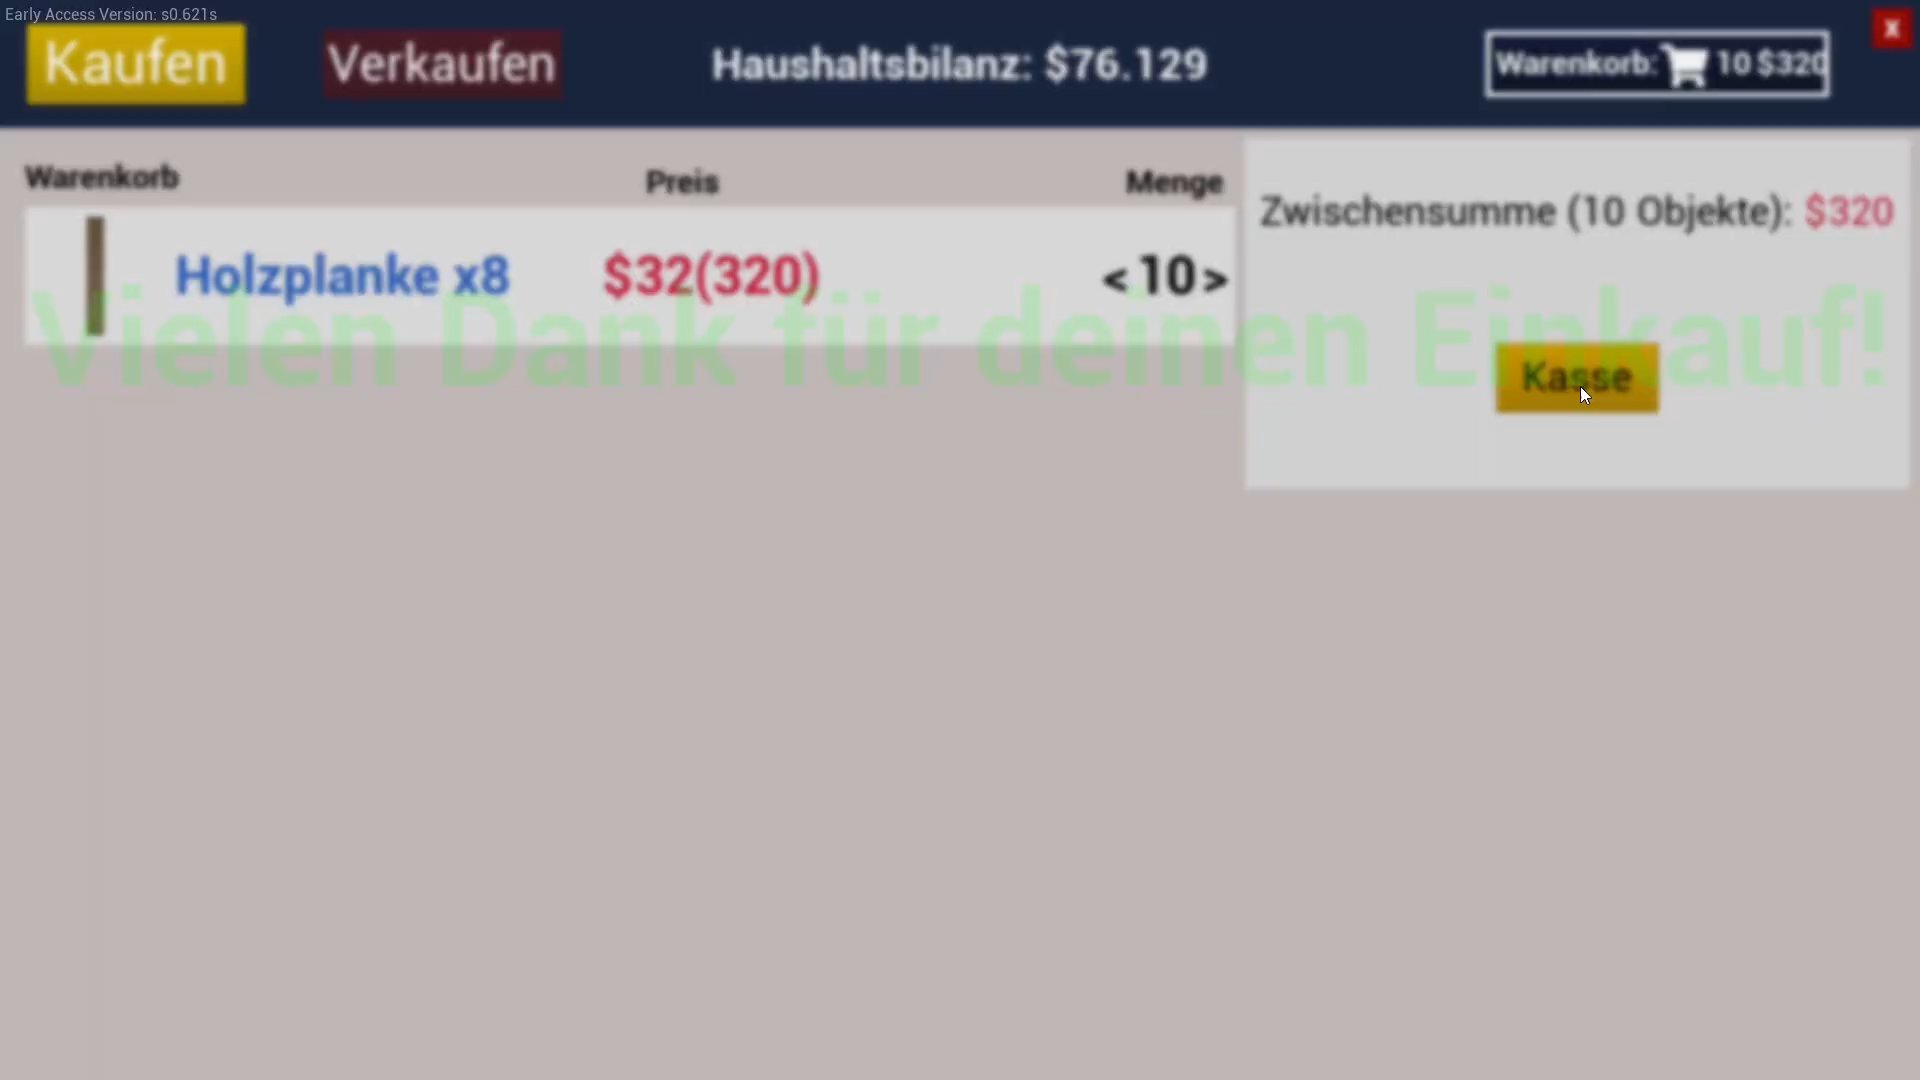 Early Access Version: s0.621s
Kaufen
Verkaufen
Haushaltsbilanz: $76.129
Warenkorb: 10 $320
X
Warenkorb
Preis
Menge
Holzplanke x8
$32(320)
< 10 >
Zwischensumme (10 Objekte): $320
Vielen Dank für deinen Einkauf!
Kasse